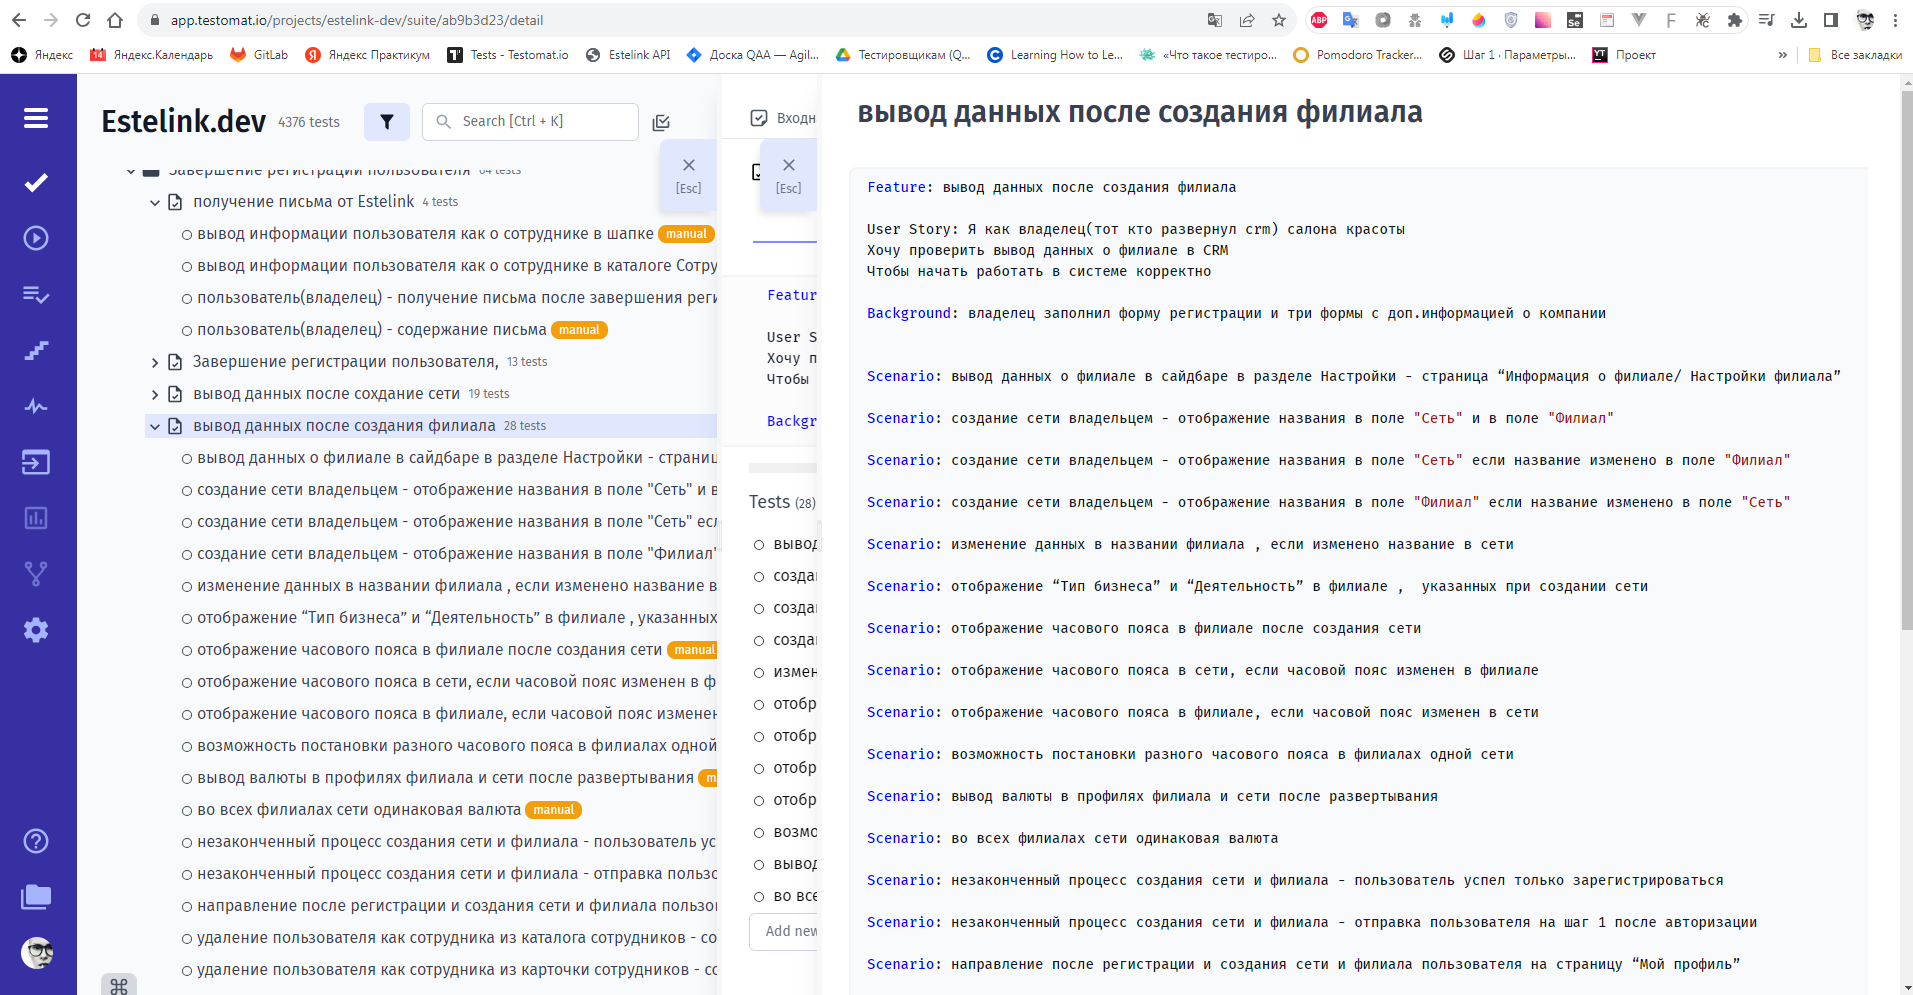 app.testomat.io/projects/estelink-dev/suite/ab9b3d23/detail
Яндекс
Яндекс.Календарь
GitLab
Яндекс Практикум
Tests - Testomat.io
Estelink API
Доска QAA — Agil...
Тестировщикам (Q...
Learning How to Le...
«Что такое тестиро...
Pomodoro Tracker...
Шаг 1 · Параметры...
Проект
»
Все закладки
Estelink.dev 4376 tests
Search [Ctrl + K]
Завершение регистрации пользователя 64 tests
получение письма от Estelink 4 tests
вывод информации пользователя как о сотруднике в шапке manual
вывод информации пользователя как о сотруднике в каталоге Сотру
пользователь(владелец) - получение письма после завершения реги
пользователь(владелец) - содержание письма manual
Завершение регистрации пользователя, 13 tests
вывод данных после сохдание сети 19 tests
вывод данных после создания филиала 28 tests
вывод данных о филиале в сайдбаре в разделе Настройки - страниц
создание сети владельцем - отображение названия в поле "Сеть" и в
создание сети владельцем - отображение названия в поле "Сеть" есл
создание сети владельцем - отображение названия в поле "Филиал"
изменение данных в названии филиала , если изменено название в
отображение “Тип бизнеса” и “Деятельность” в филиале , указанных
отображение часового пояса в филиале после создания сети manual
отображение часового пояса в сети, если часовой пояс изменен в ф
отображение часового пояса в филиале, если часовой пояс изменен
возможность постановки разного часового пояса в филиалах одной
вывод валюты в профилях филиала и сети после развертывания m
во всех филиалах сети одинаковая валюта manual
незаконченный процесс создания сети и филиала - пользователь ус
незаконченный процесс создания сети и филиала - отправка пользо
направление после регистрации и создания сети и филиала пользо
удаление пользователя как сотрудника из каталога сотрудников - со
удаление пользователя как сотрудника из карточки сотрудников - сс
[Esc]
Входн
[Esc]
Featur
User S
Хочу п
Чтобы
Backgr
Tests (28)
вывод
созда
созда
созда
измен
отобр
отобр
отобр
отобр
возмо
вывод
во все
Add new
вывод данных после создания филиала
Feature: вывод данных после создания филиала
User Story: Я как владелец(тот кто развернул crm) салона красоты
Хочу проверить вывод данных о филиале в CRM
Чтобы начать работать в системе корректно
Background: владелец заполнил форму регистрации и три формы с доп.информацией о компании
Scenario: вывод данных о филиале в сайдбаре в разделе Настройки - страница “Информация о филиале/ Настройки филиала”
Scenario: создание сети владельцем - отображение названия в поле "Сеть" и в поле "Филиал"
Scenario: создание сети владельцем - отображение названия в поле "Сеть" если название изменено в поле "Филиал"
Scenario: создание сети владельцем - отображение названия в поле "Филиал" если название изменено в поле "Сеть"
Scenario: изменение данных в названии филиала , если изменено название в сети
Scenario: отображение “Тип бизнеса” и “Деятельность” в филиале ,  указанных при создании сети
Scenario: отображение часового пояса в филиале после создания сети
Scenario: отображение часового пояса в сети, если часовой пояс изменен в филиале
Scenario: отображение часового пояса в филиале, если часовой пояс изменен в сети
Scenario: возможность постановки разного часового пояса в филиалах одной сети
Scenario: вывод валюты в профилях филиала и сети после развертывания
Scenario: во всех филиалах сети одинаковая валюта
Scenario: незаконченный процесс создания сети и филиала - пользователь успел только зарегистрироваться
Scenario: незаконченный процесс создания сети и филиала - отправка пользователя на шаг 1 после авторизации
Scenario: направление после регистрации и создания сети и филиала пользователя на страницу “Мой профиль”